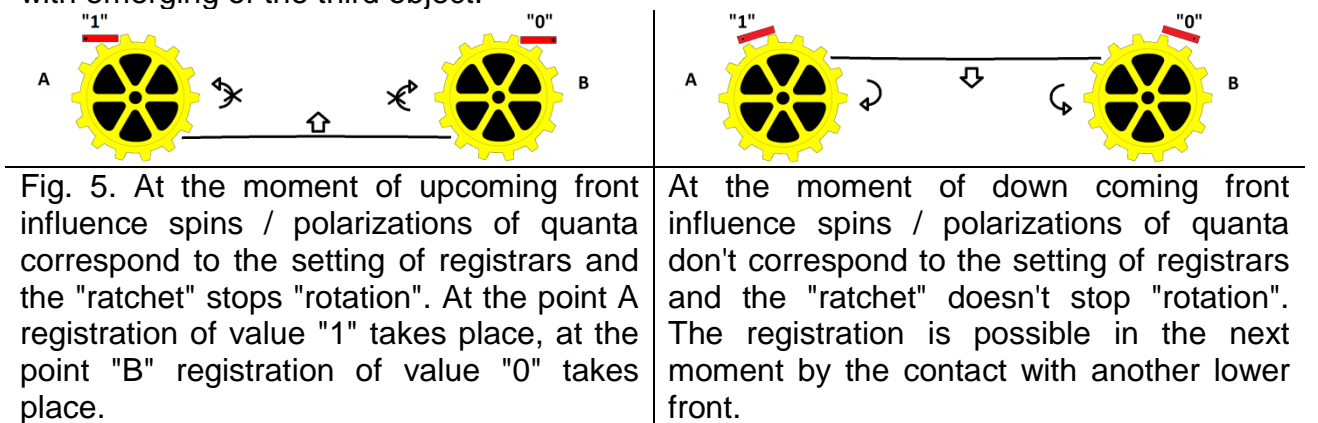 with emerging of the third object.
"1" "0"
A B
"1" "0"
A B
Fig. 5. At the moment of upcoming front
influence spins / polarizations of quanta
correspond to the setting of registrars and
the "ratchet" stops "rotation". At the point A
registration of value "1" takes place, at the
point "B" registration of value "0" takes
place.
At the moment of down coming front
influence spins / polarizations of quanta
don't correspond to the setting of registrars
and the "ratchet" doesn't stop "rotation".
The registration is possible in the next
moment by the contact with another lower
front.